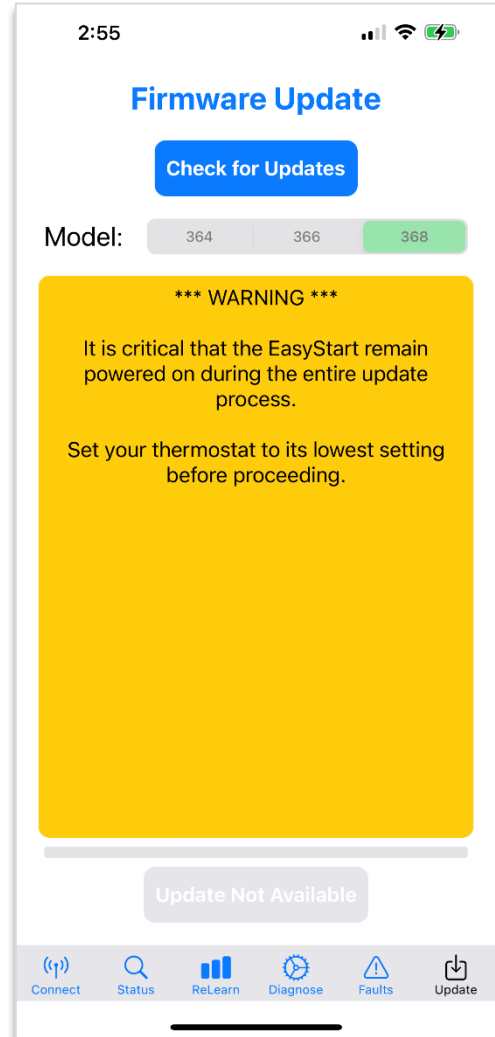 2:55
Firmware Update
Check for Updates
Model: 364 366 368
*** WARNING ***
It is critical that the EasyStart remain
powered on during the entire update
process.
Set your thermostat to its lowest setting
before proceeding.
Update Not Available
Connect Status ReLearn Diagnose Faults Update